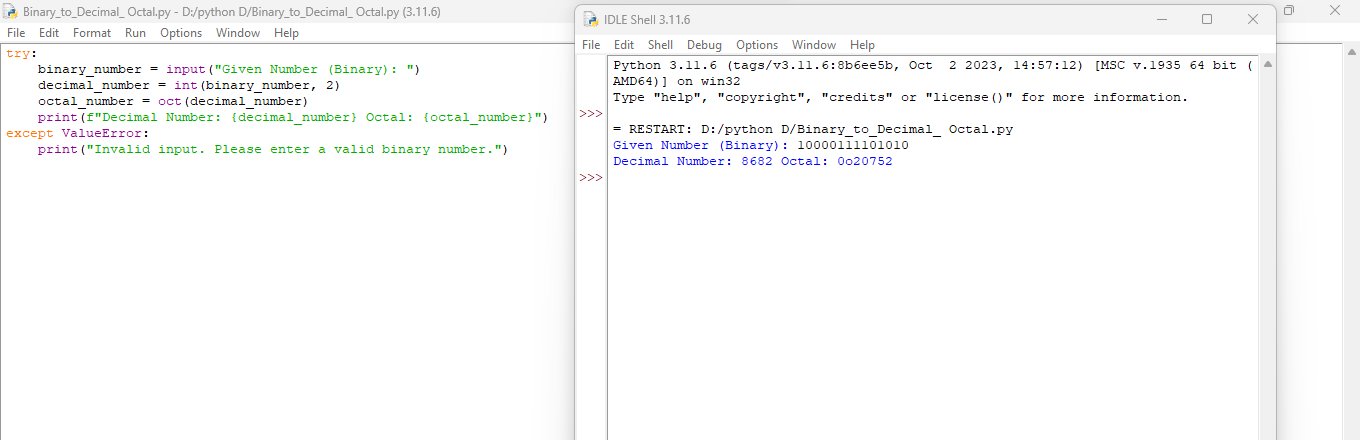 Binary_to_Decimal_ Octal.py - D:/python D/Binary_to_Decimal_ Octal.py (3.11.6)
File Edit Format Run Options Window Help
try:
    binary_number = input("Given Number (Binary): ")
    decimal_number = int(binary_number, 2)
    octal_number = oct(decimal_number)
    print(f"Decimal Number: {decimal_number} Octal: {octal_number}")
except ValueError:
    print("Invalid input. Please enter a valid binary number.")
IDLE Shell 3.11.6
File Edit Shell Debug Options Window Help
Python 3.11.6 (tags/v3.11.6:8b6ee5b, Oct  2 2023, 14:57:12) [MSC v.1935 64 bit (
AMD64)] on win32
Type "help", "copyright", "credits" or "license()" for more information.
>>>
= RESTART: D:/python D/Binary_to_Decimal_ Octal.py
Given Number (Binary): 10000111101010
Decimal Number: 8682 Octal: 0o20752
>>>